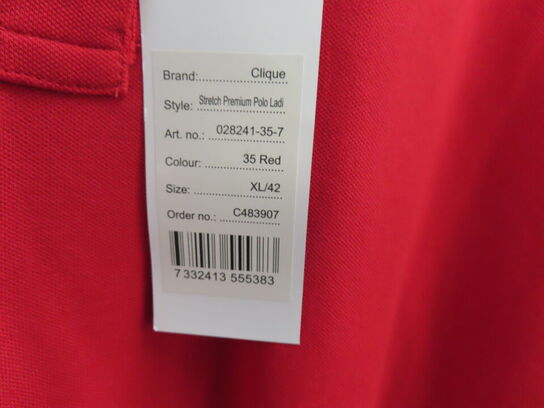 Brand: Clique
Style: Stretch Premium Polo Ladi
Art. no.: 028241-35-7
Colour: 35 Red
Size: XL/42
Order no.: C483907
7 332413 555383